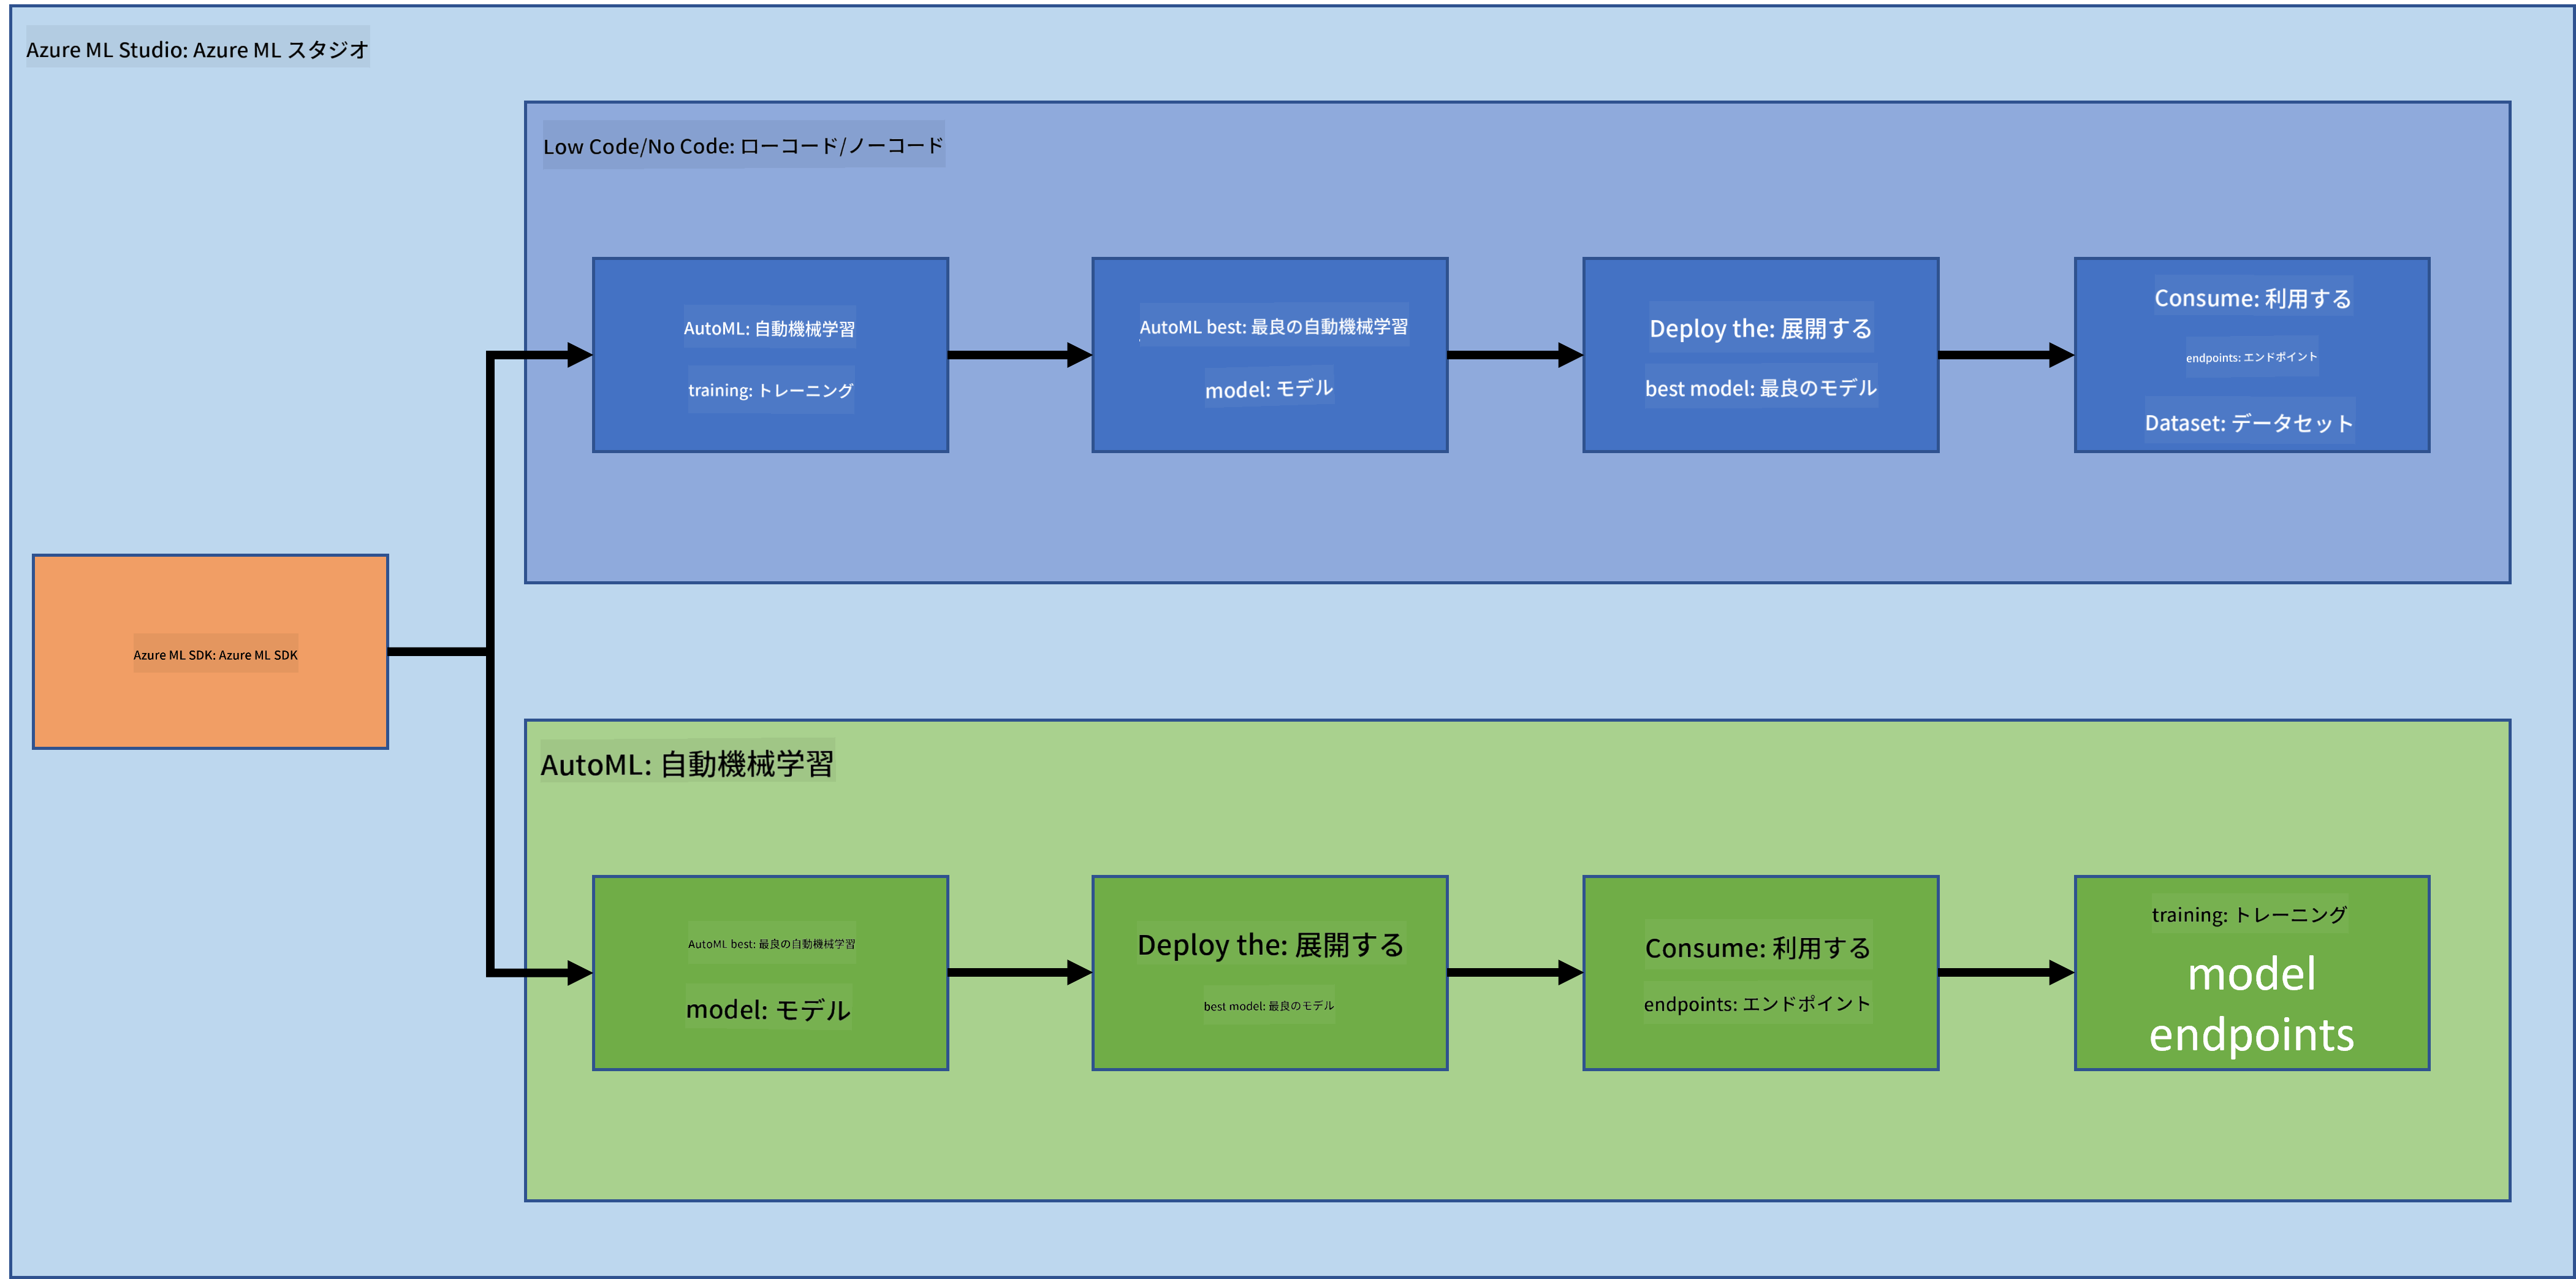 Azure ML Studio: Azure ML スタジオ
Low Code/No Code: ローコード/ノーコード
AutoML: 自動機械学習
training: トレーニング
AutoML best: 最良の自動機械学習
model: モデル
Deploy the: 展開する
best model: 最良のモデル
Consume: 利用する
endpoints: エンドポイント
Dataset: データセット
Azure ML SDK: Azure ML SDK
AutoML: 自動機械学習
AutoML best: 最良の自動機械学習
model: モデル
Deploy the: 展開する
best model: 最良のモデル
Consume: 利用する
endpoints: エンドポイント
training: トレーニング
model
endpoints